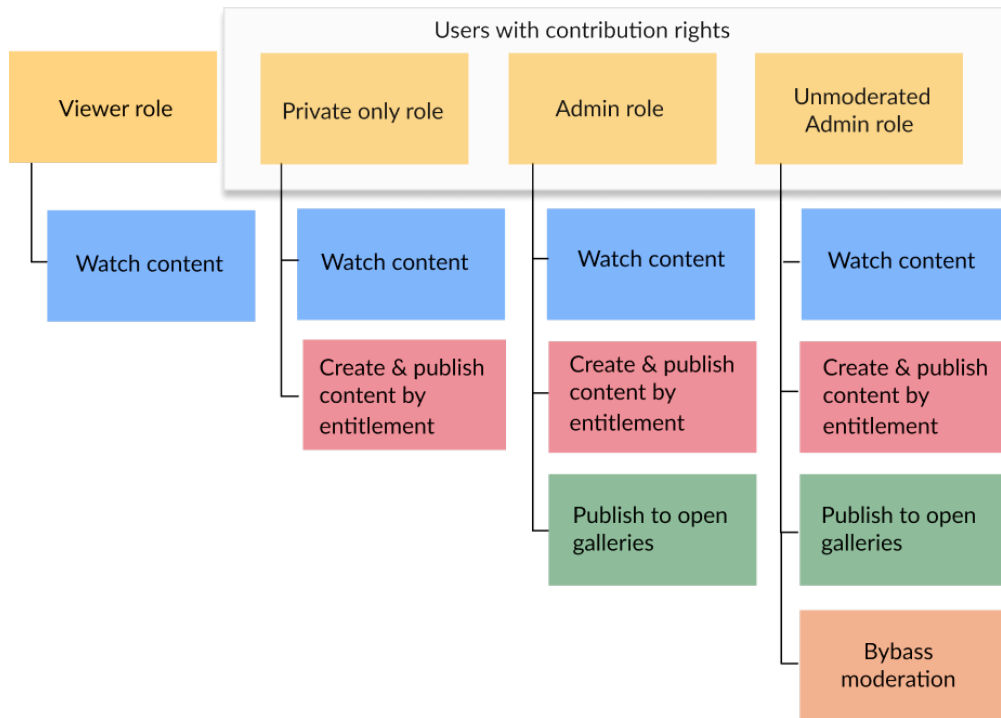 Users with contribution rights
Viewer role
Private only role
Admin role
Unmoderated
Admin role
Watch content
Watch content
Watch content
Watch content
Create & publish
content by
entitlement
Create & publish
content by
entitlement
Create & publish
content by
entitlement
Publish to open
galleries
Publish to open
galleries
Bybass
moderation